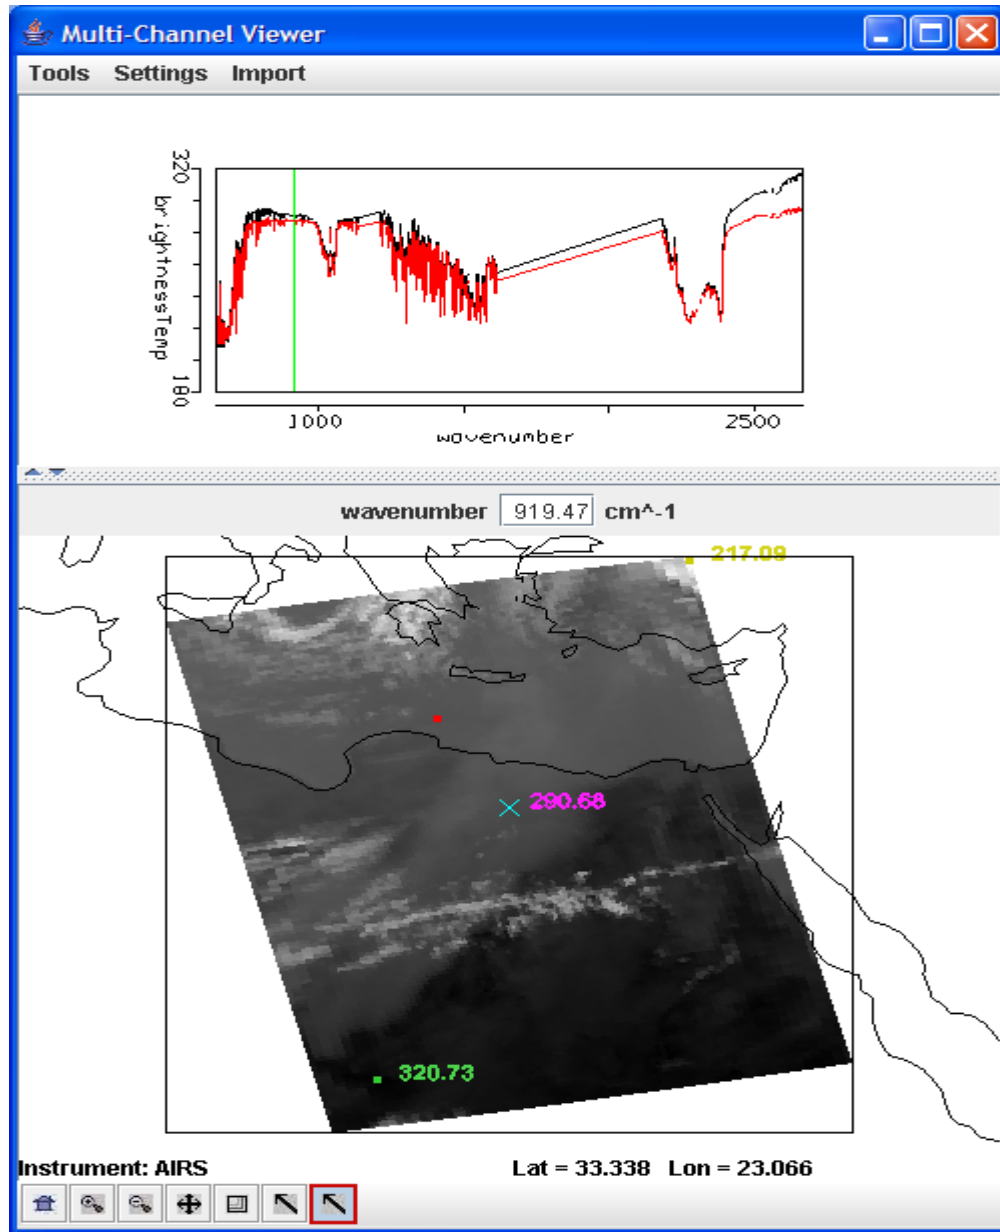 Multi-Channel Viewer
Tools Settings Import
320
brightnessTemp
180
1000 2500
wavenumber
wavenumber 919.47 cm^-1
217.09
290.68
320.73
Instrument: AIRS Lat = 33.338 Lon = 23.066